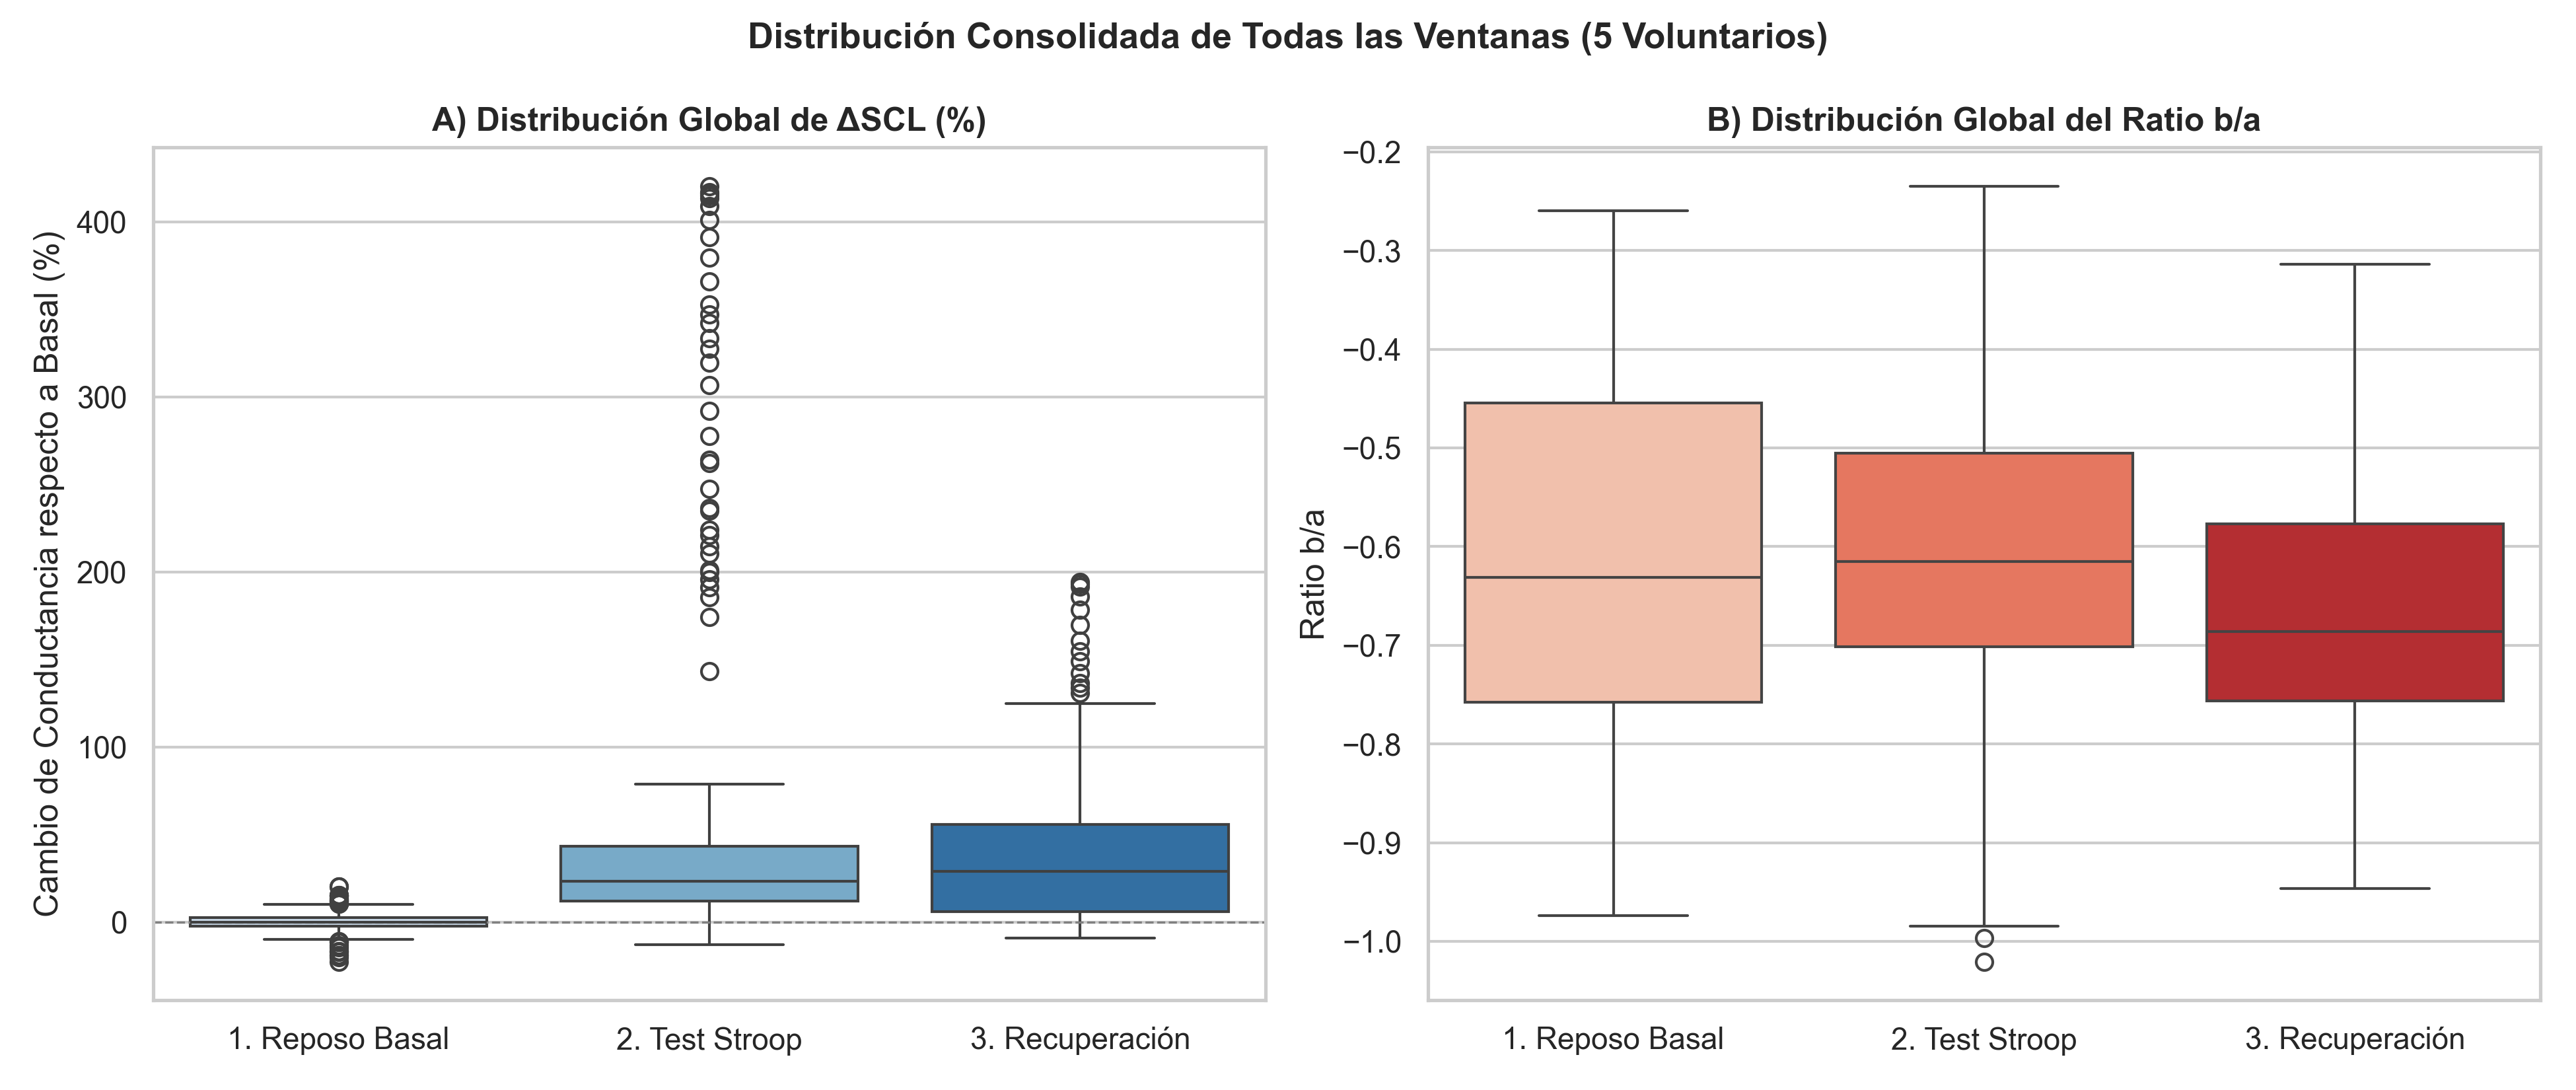 Distribución Consolidada de Todas las Ventanas (5 Voluntarios)
A) Distribución Global de ΔSCL (%)
Cambio de Conductancia respecto a Basal (%)
400
300
200
100
0
1. Reposo Basal
2. Test Stroop
3. Recuperación
B) Distribución Global del Ratio b/a
Ratio b/a
−0.2
−0.3
−0.4
−0.5
−0.6
−0.7
−0.8
−0.9
−1.0
1. Reposo Basal
2. Test Stroop
3. Recuperación